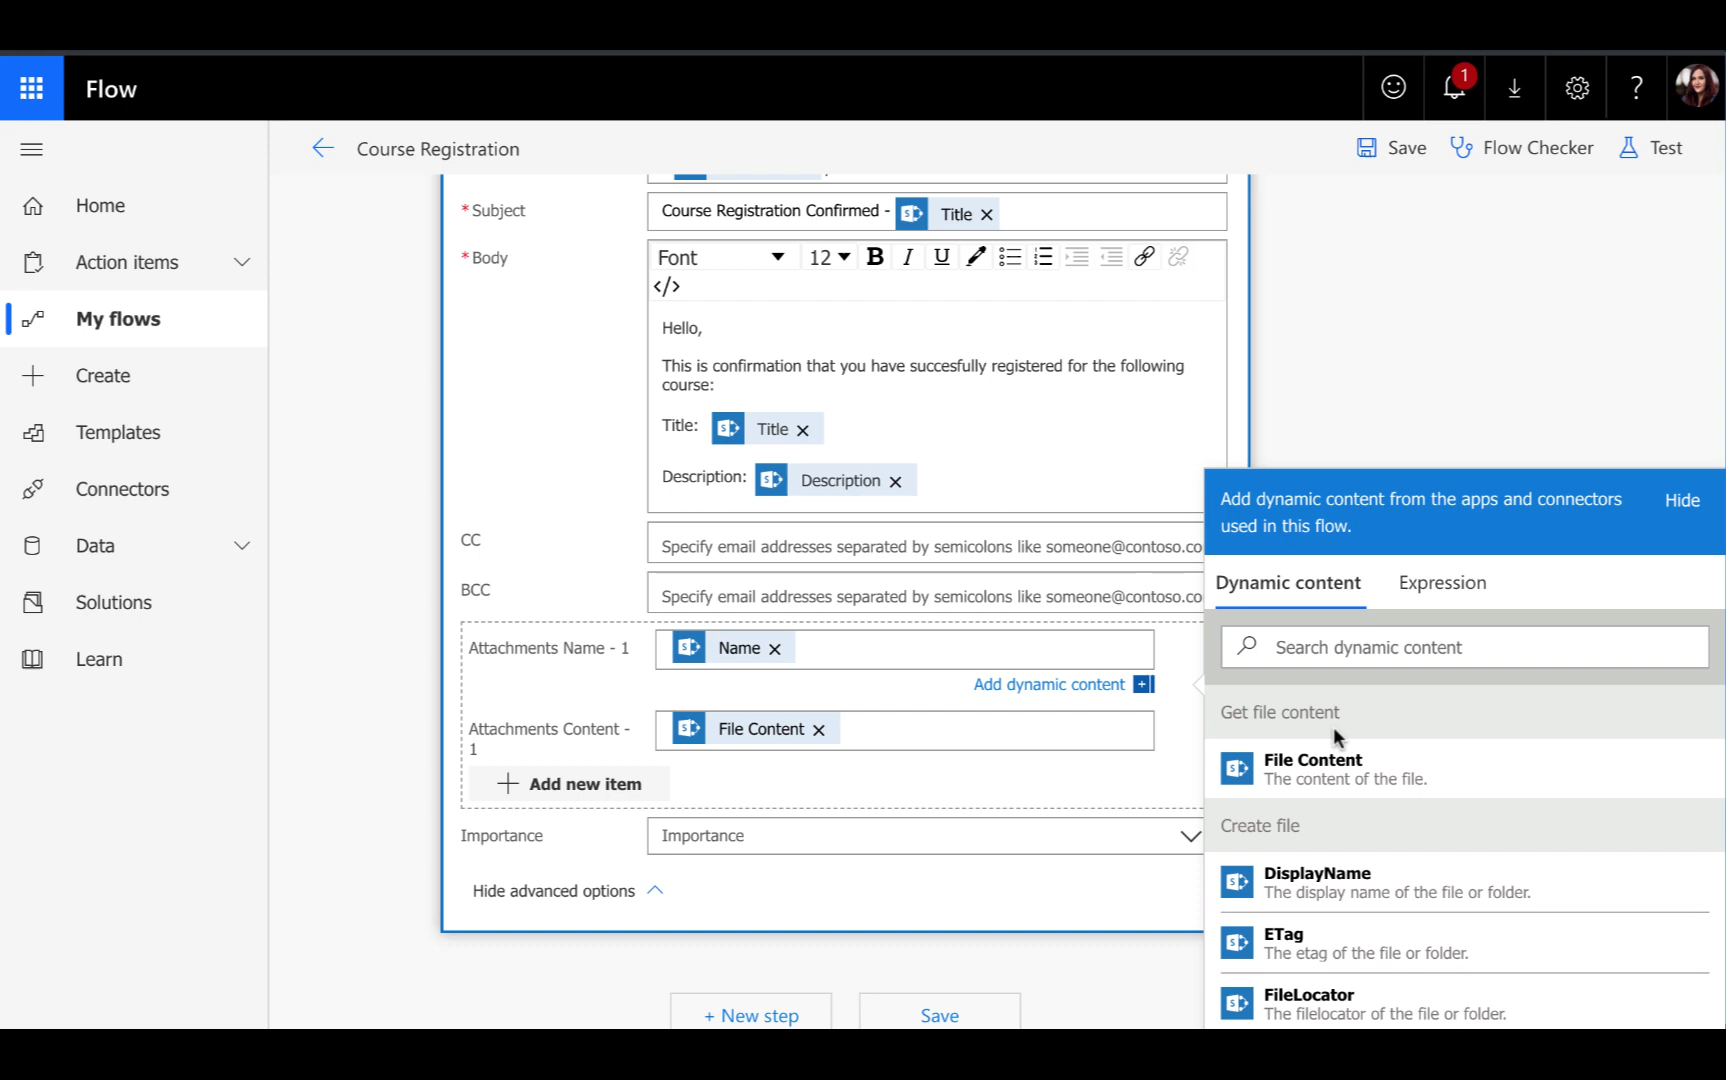 Flow
1
?
Course Registration
Save
Flow Checker
Test
Home
Action items
My flows
Create
Templates
Connectors
Data
Solutions
Learn
*Subject
Course Registration Confirmed - Title ×
*Body
Font 12 B I U
</>
Hello,
This is confirmation that you have succesfully registered for the following
course:
Title: Title ×
Description: Description ×
CC
Specify email addresses separated by semicolons like someone@contoso.co
BCC
Specify email addresses separated by semicolons like someone@contoso.co
Attachments Name - 1
Name ×
Add dynamic content +
Attachments Content -
1
File Content ×
+ Add new item
Importance
Importance
Hide advanced options
+ New step
Save
Add dynamic content from the apps and connectors
used in this flow.
Hide
Dynamic content
Expression
Search dynamic content
Get file content
File Content
The content of the file.
Create file
DisplayName
The display name of the file or folder.
ETag
The etag of the file or folder.
FileLocator
The filelocator of the file or folder.